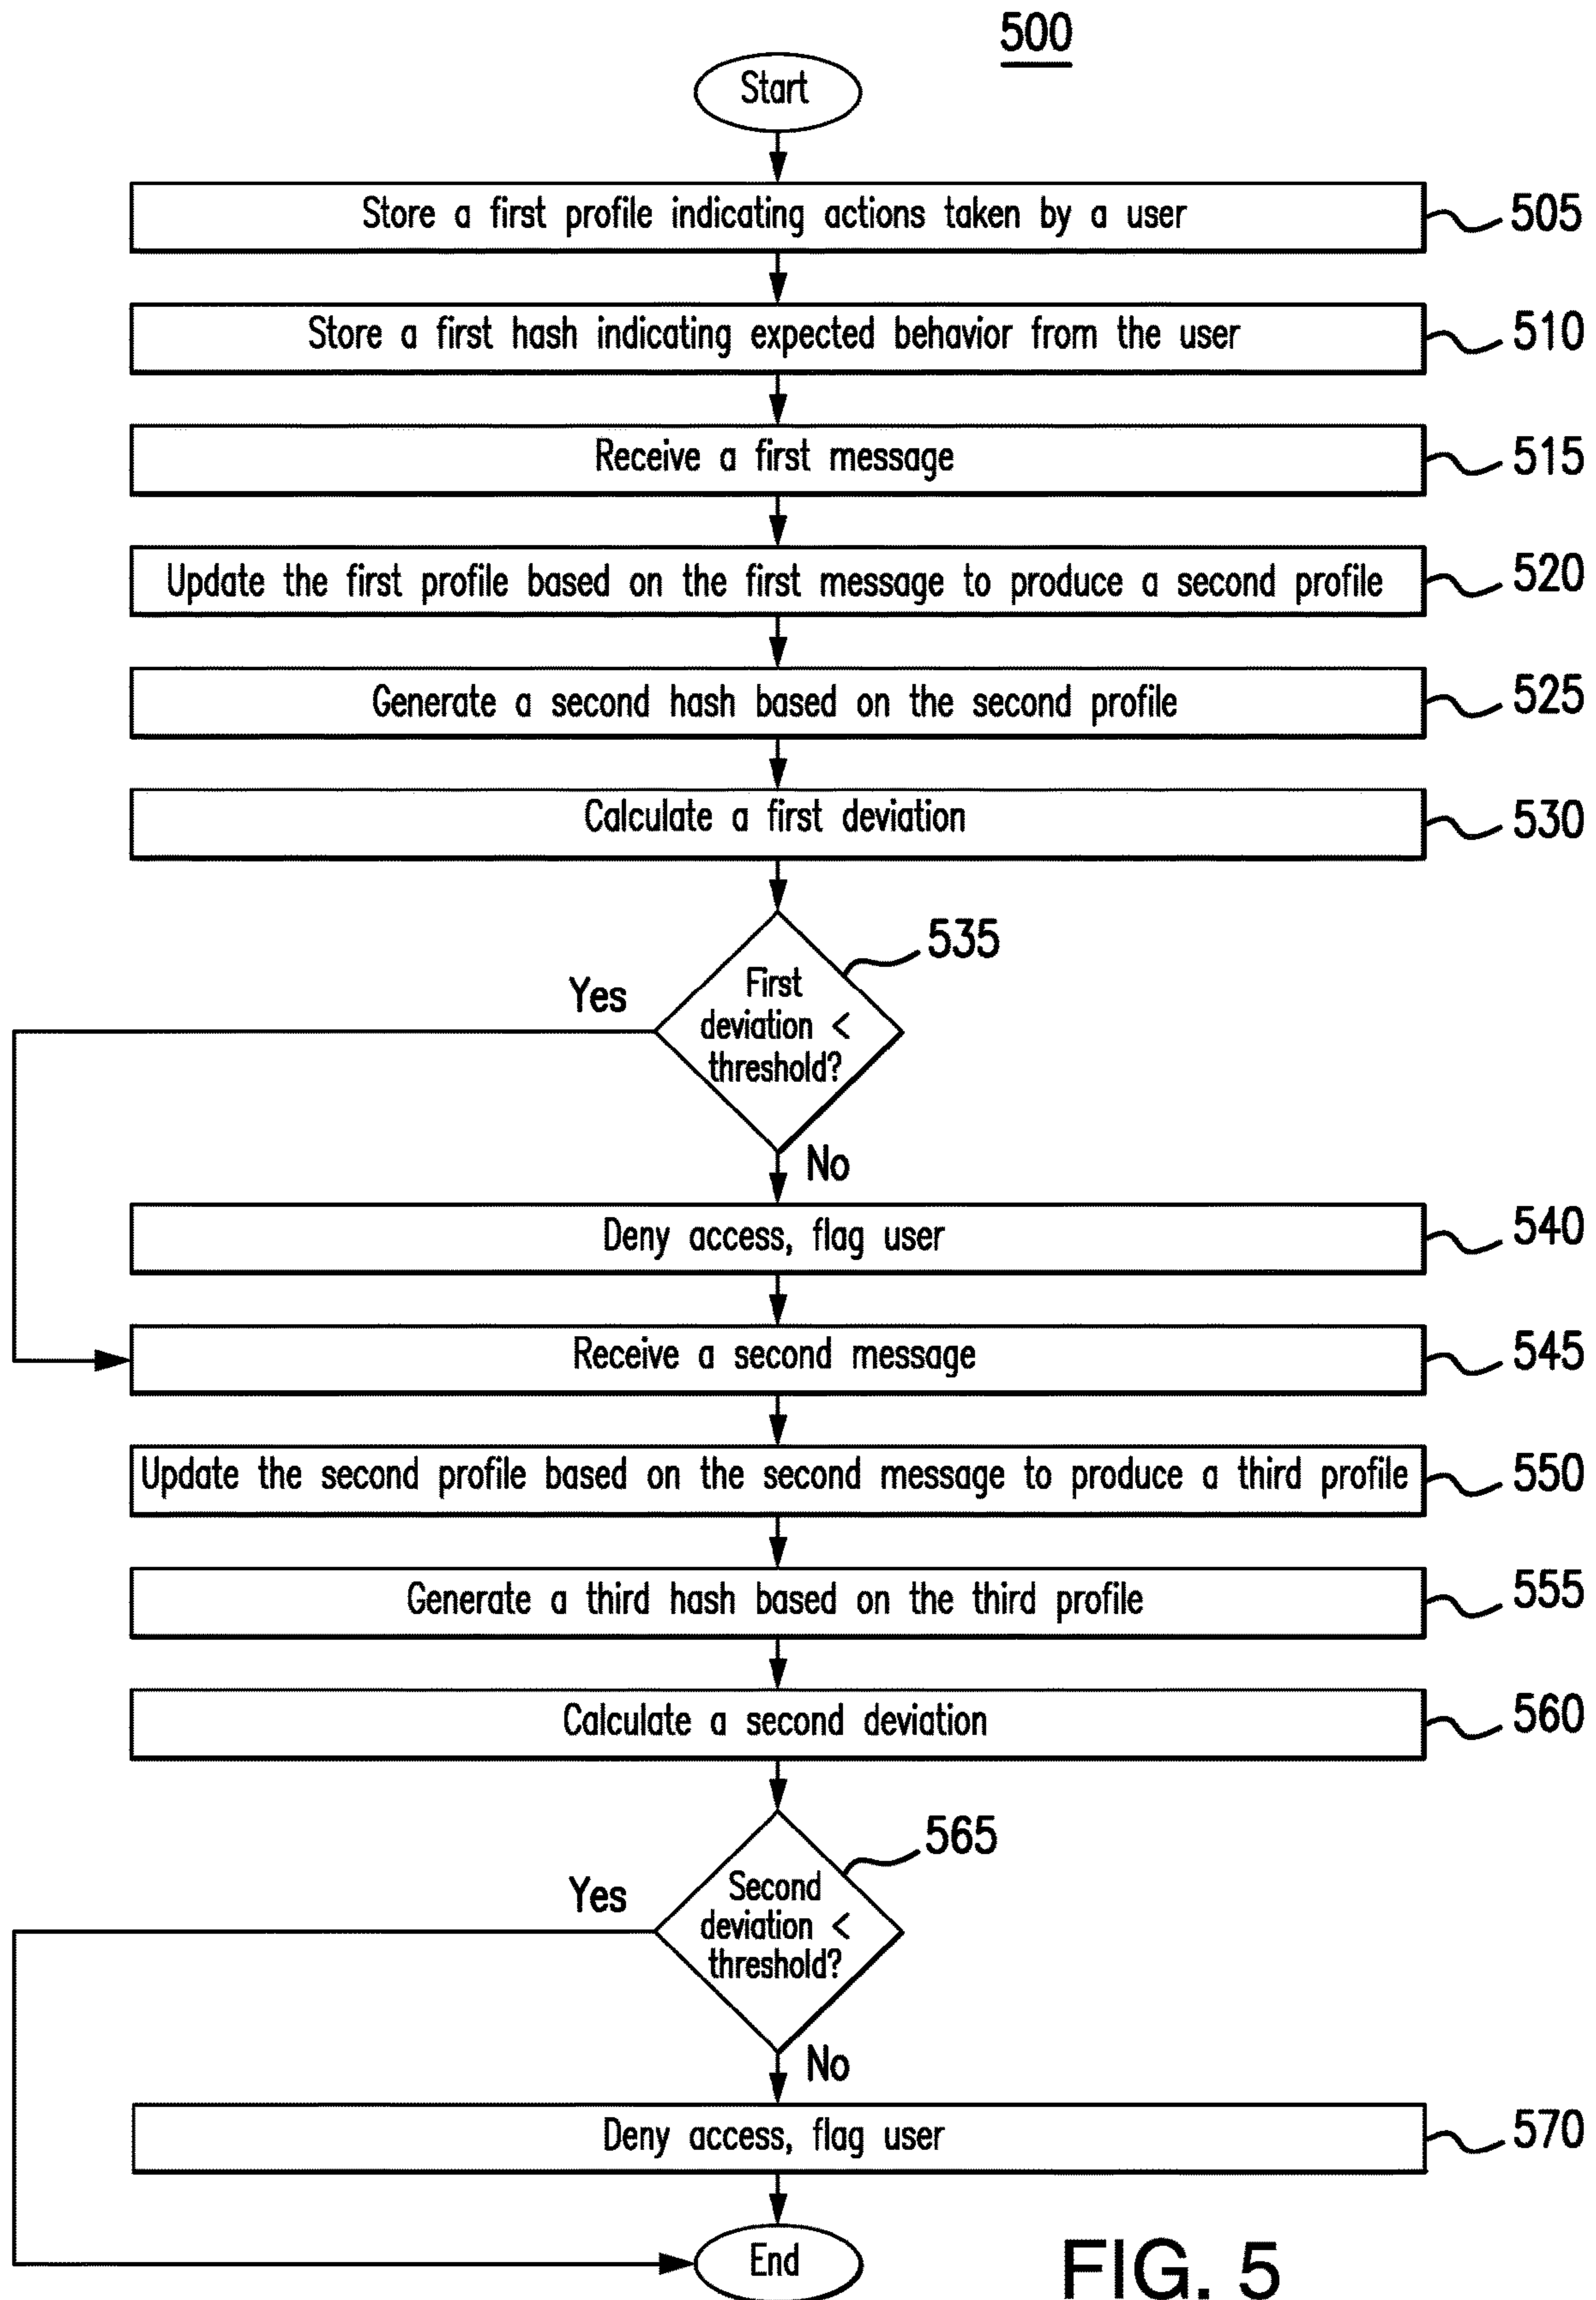 500
Start
Store a first profile indicating actions taken by a user
505
Store a first hash indicating expected behavior from the user
510
Receive a first message
515
Update the first profile based on the first message to produce a second profile
520
Generate a second hash based on the second profile
525
Calculate a first deviation
530
535
Yes
First
deviation <
threshold?
No
Deny access, flag user
540
Receive a second message
545
Update the second profile based on the second message to produce a third profile
550
Generate a third hash based on the third profile
555
Calculate a second deviation
560
565
Yes
Second
deviation <
threshold?
No
Deny access, flag user
570
End
FIG. 5